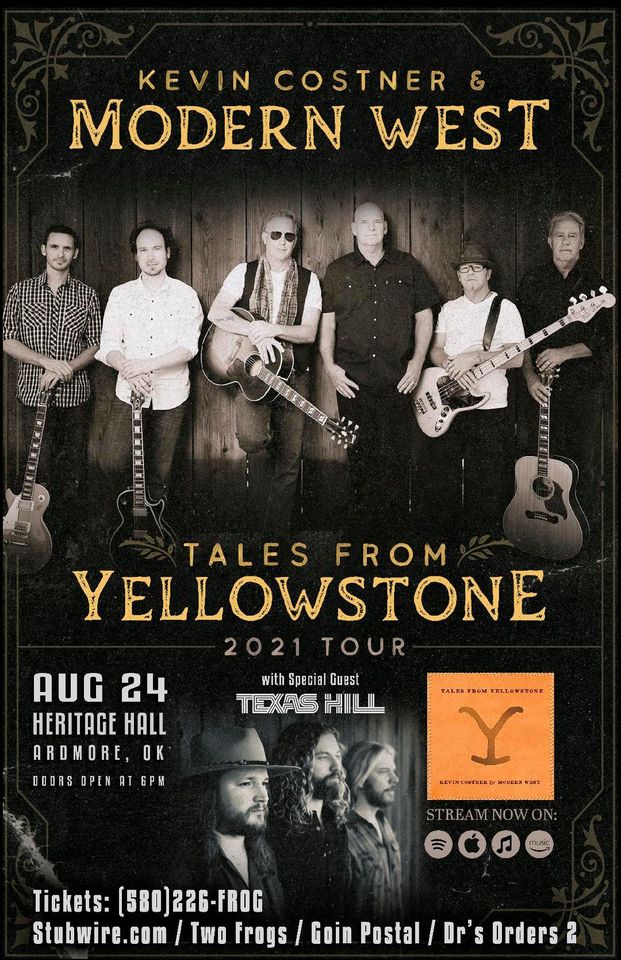 KEVIN COSTNER &
MODERN WEST
TALES FROM
YELLOWSTONE
2021 TOUR
AUG 24
HERITAGE HALL
ARDMORE, OK
DOORS OPEN AT 6PM
with Special Guest
TEXAS HILL
TALES FROM YELLOWSTONE
Y
KEVIN COSTNER & MODERN WEST
STREAM NOW ON:
music
Tickets: (580)226-FROG
Stubwire.com / Two Frogs / Goin Postal / Dr's Orders 2